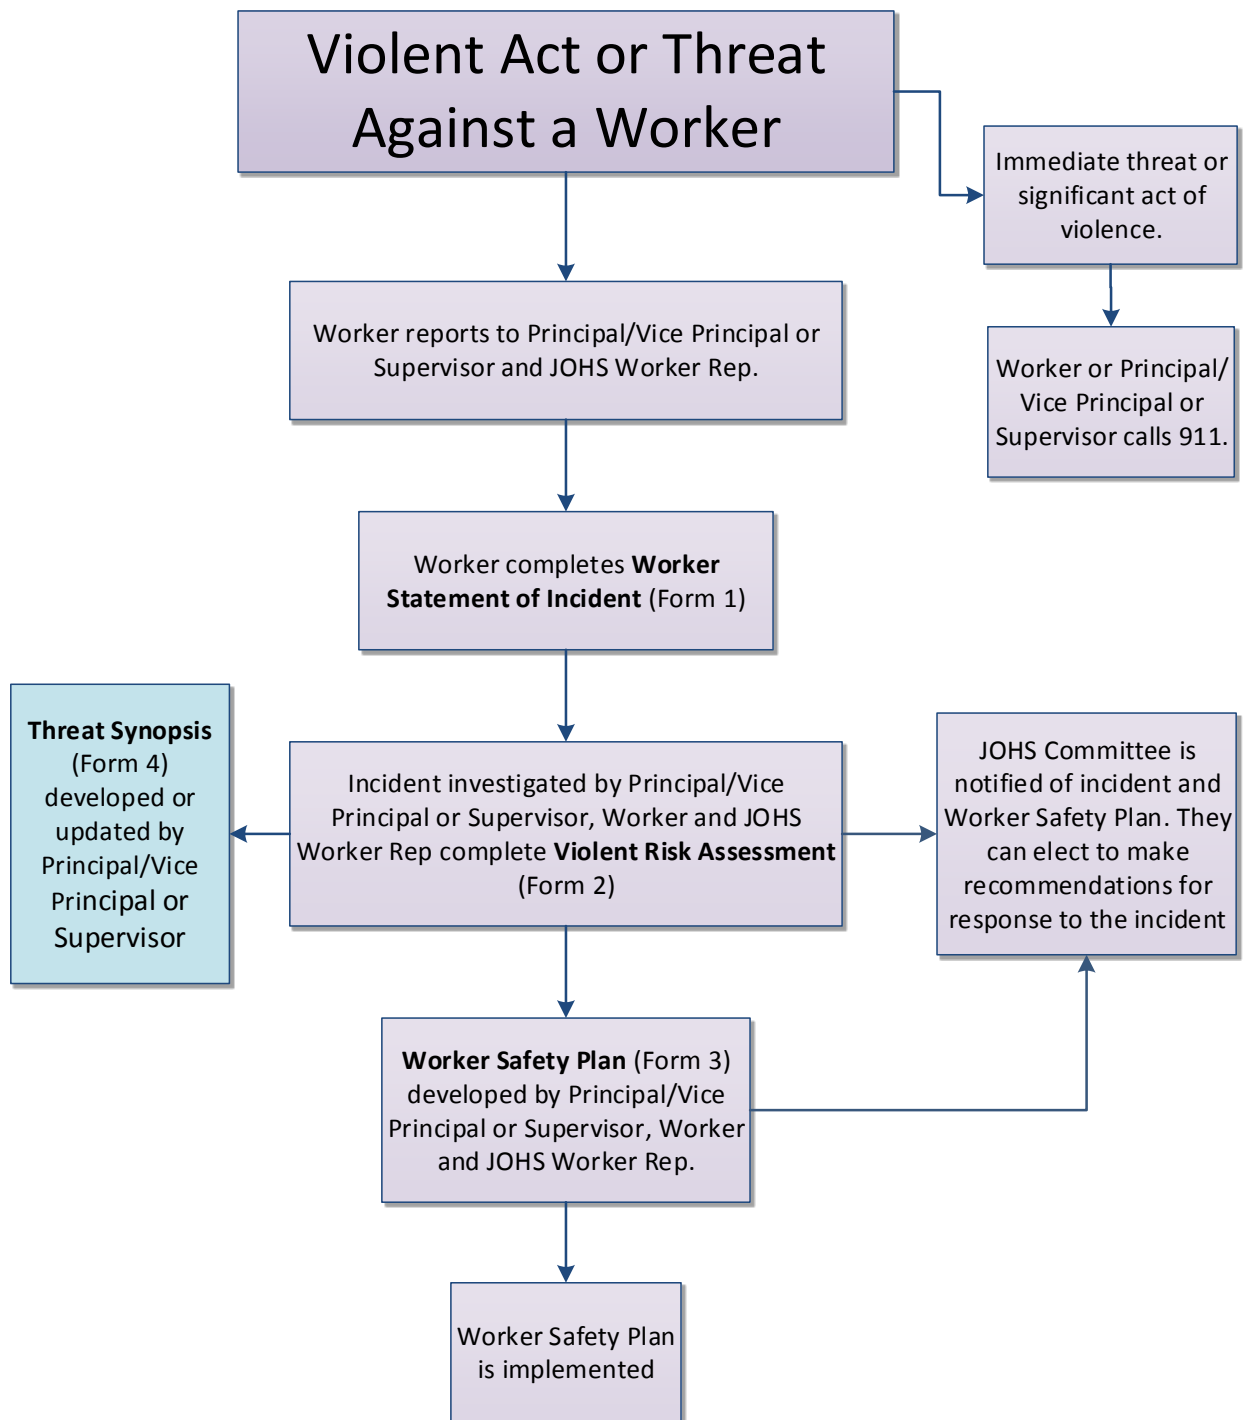 Violent Act or Threat
Against a Worker
Immediate threat or
significant act of
violence.
Worker or Principal/
Vice Principal or
Supervisor calls 911.
Worker reports to Principal/Vice Principal or
Supervisor and JOHS Worker Rep.
Worker completes Worker
Statement of Incident (Form 1)
Threat Synopsis
(Form 4)
developed or
updated by
Principal/Vice
Principal or
Supervisor
Incident investigated by Principal/Vice
Principal or Supervisor, Worker and JOHS
Worker Rep complete Violent Risk Assessment
(Form 2)
JOHS Committee is
notified of incident and
Worker Safety Plan. They
can elect to make
recommendations for
response to the incident
Worker Safety Plan (Form 3)
developed by Principal/Vice
Principal or Supervisor, Worker
and JOHS Worker Rep.
Worker Safety Plan
is implemented